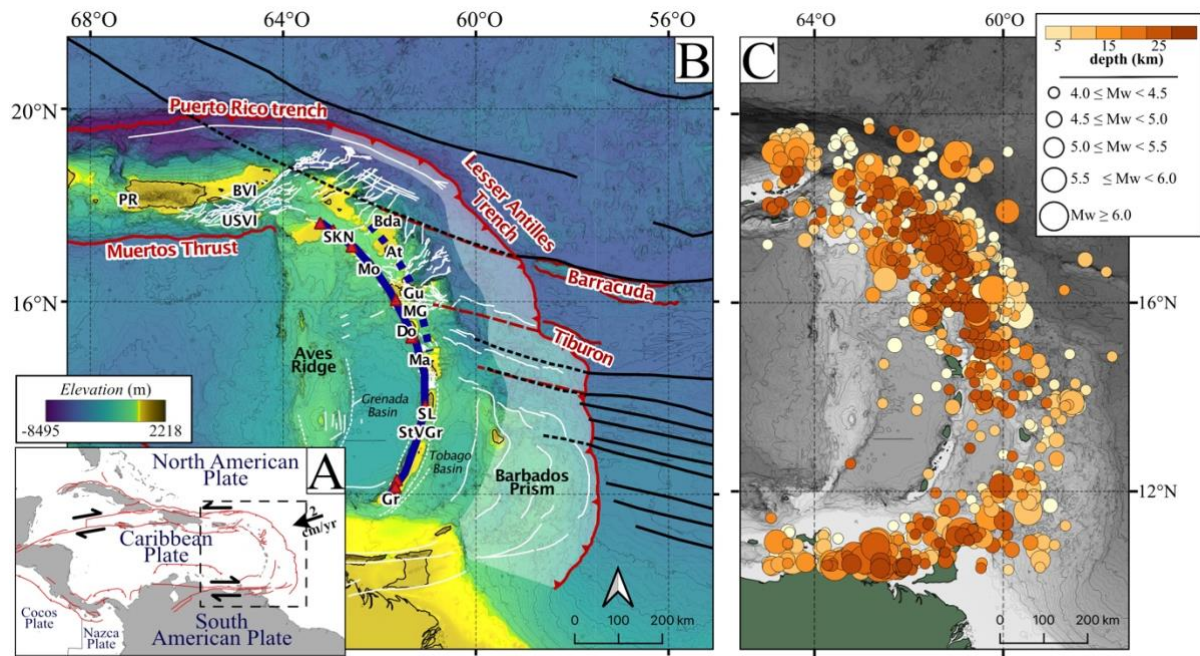 68°O
64°O
60°O
56°O
64°O
60°O
B
C
20°N
16°N
Puerto Rico trench
Lesser Antilles
Trench
PR
BVI
USVI
Muertos Thrust
Bda
SKN
At
Mo
Gu
MG
Do
Ma
Barracuda
Tiburon
Aves
Ridge
Grenada
Basin
SL
StVGr
Tobago
Basin
Barbados
Prism
Gr
Elevation (m)
-8495
2218
A
North American
Plate
2
cm/yr
Caribbean
Plate
Cocos
Plate
Nazca
Plate
South
American Plate
0
100
200 km
5
15
25
depth (km)
4.0 ≤ Mw < 4.5
4.5 ≤ Mw < 5.0
5.0 ≤ Mw < 5.5
5.5 ≤ Mw < 6.0
Mw ≥ 6.0
16°N
12°N
0
100
200 km